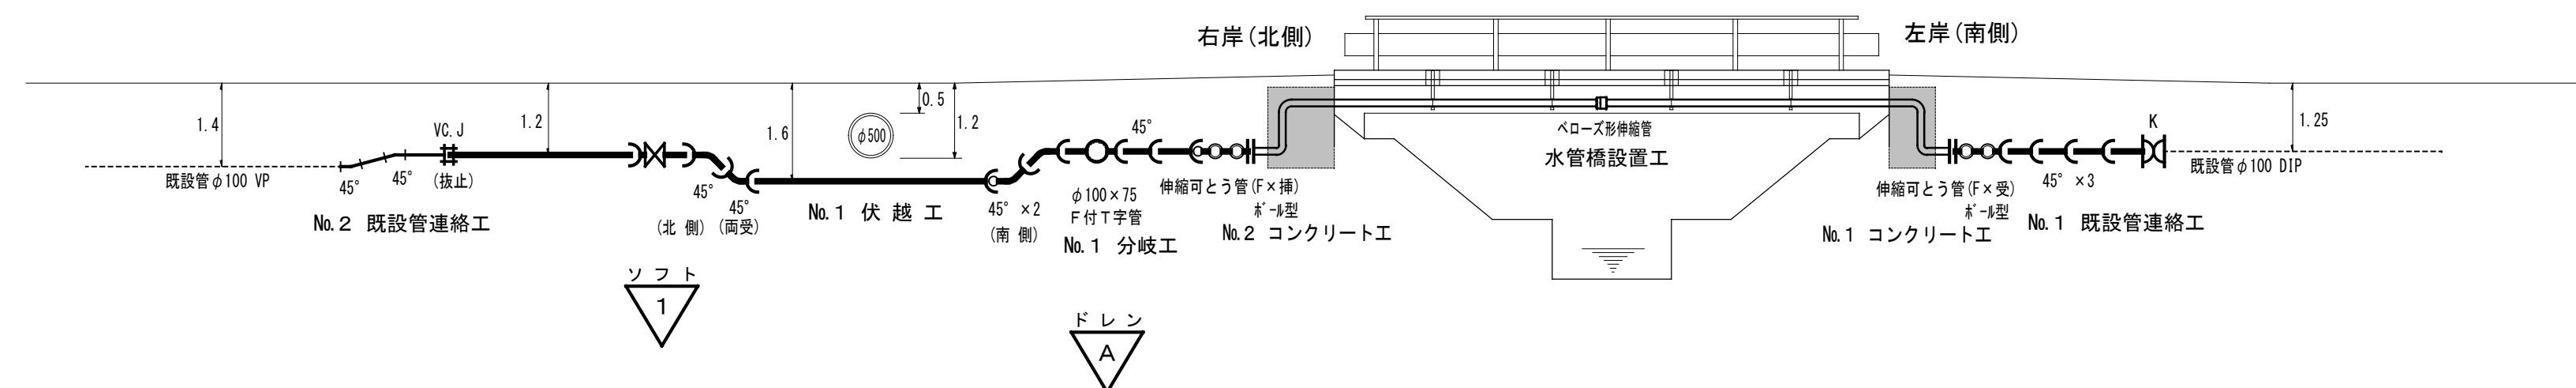 右岸(北側)
左岸(南側)
1.4
VC.J
(抜止)
1.2
1.6
φ500
0.5
1.2
45°
ベローズ形伸縮管
水管橋設置工
K
1.25
既設管φ100 VP
45°
45°
No.2 既設管連絡工
45°
(北 側)
45°
(両受)
No.1 伏 越 工
45° ×2
(南 側)
φ100×75
F付T字管
No.1 分岐工
伸縮可とう管(F×挿)
ボール型
No.2 コンクリート工
伸縮可とう管(F×受)
ボール型
No.1 コンクリート工
45° ×3
No.1 既設管連絡工
既設管φ100 DIP
ソ フ ト
1
ド レ ン
A